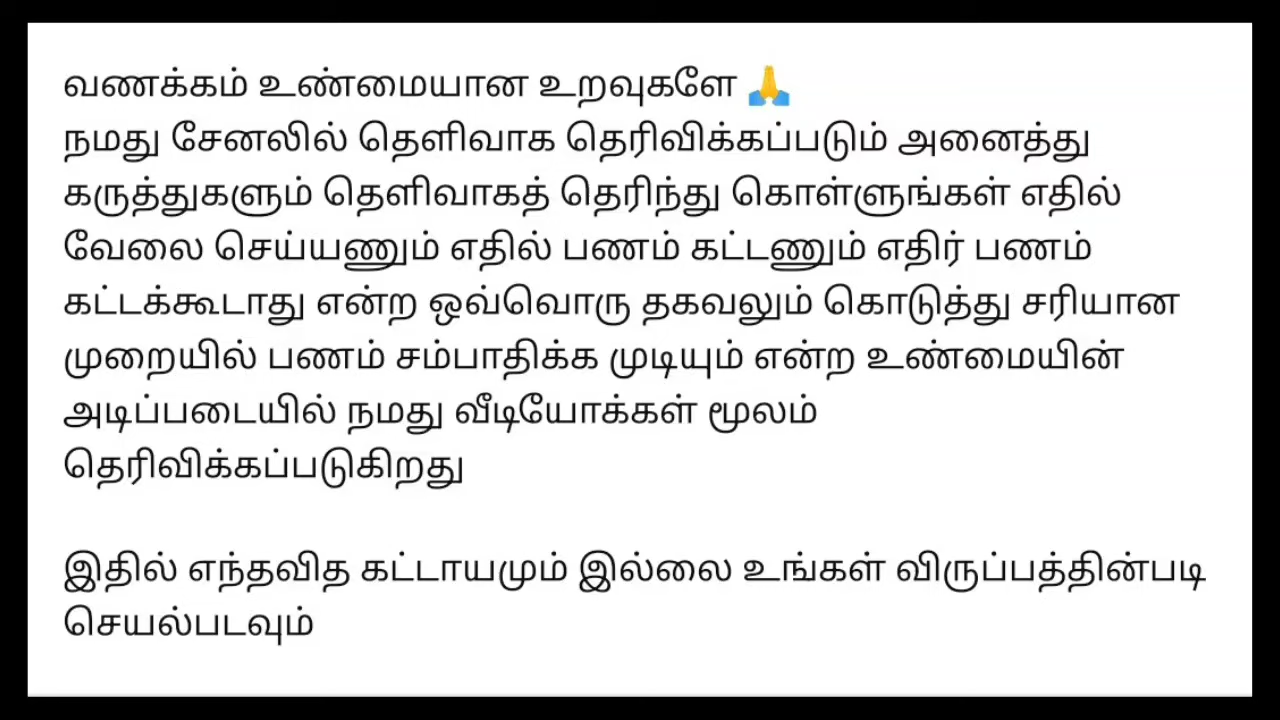 வணக்கம் உண்மையான உறவுகளே 🙏
நமது சேனலில் தெளிவாக தெரிவிக்கப்படும் அனைத்து
கருத்துகளும் தெளிவாகத் தெரிந்து கொள்ளுங்கள் எதில்
வேலை செய்யணும் எதில் பணம் கட்டணும் எதிர் பணம்
கட்டக்கூடாது என்ற ஒவ்வொரு தகவலும் கொடுத்து சரியான
முறையில் பணம் சம்பாதிக்க முடியும் என்ற உண்மையின்
அடிப்படையில் நமது வீடியோக்கள் மூலம்
தெரிவிக்கப்படுகிறது
இதில் எந்தவித கட்டாயமும் இல்லை உங்கள் விருப்பத்தின்படி
செயல்படவும்